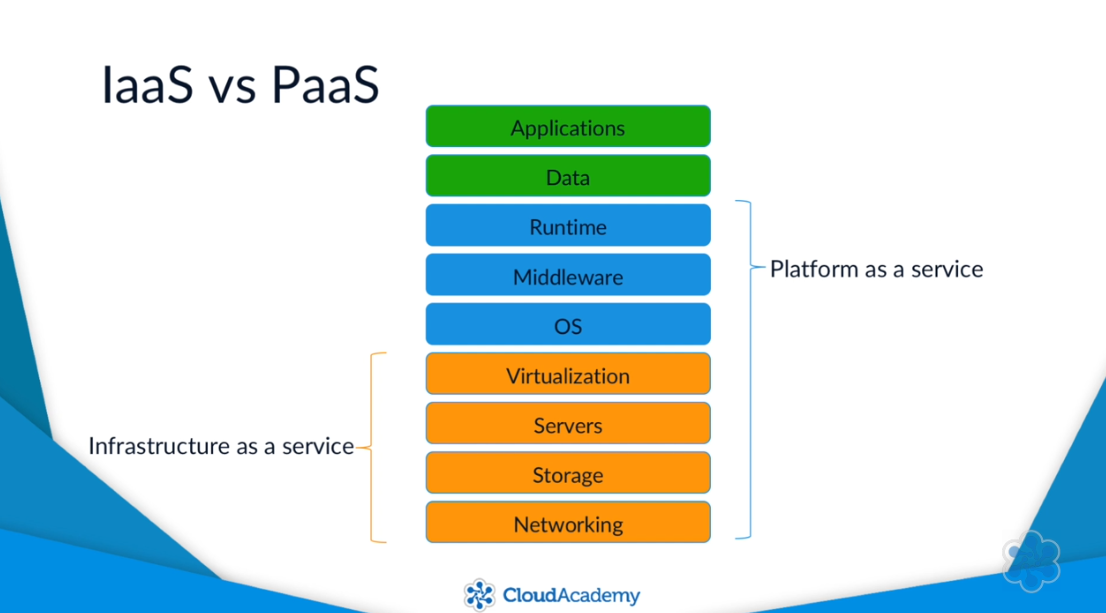 IaaS vs PaaS
Applications
Data
Runtime
Middleware
OS
Virtualization
Servers
Storage
Networking
Platform as a service
Infrastructure as a service
CloudAcademy